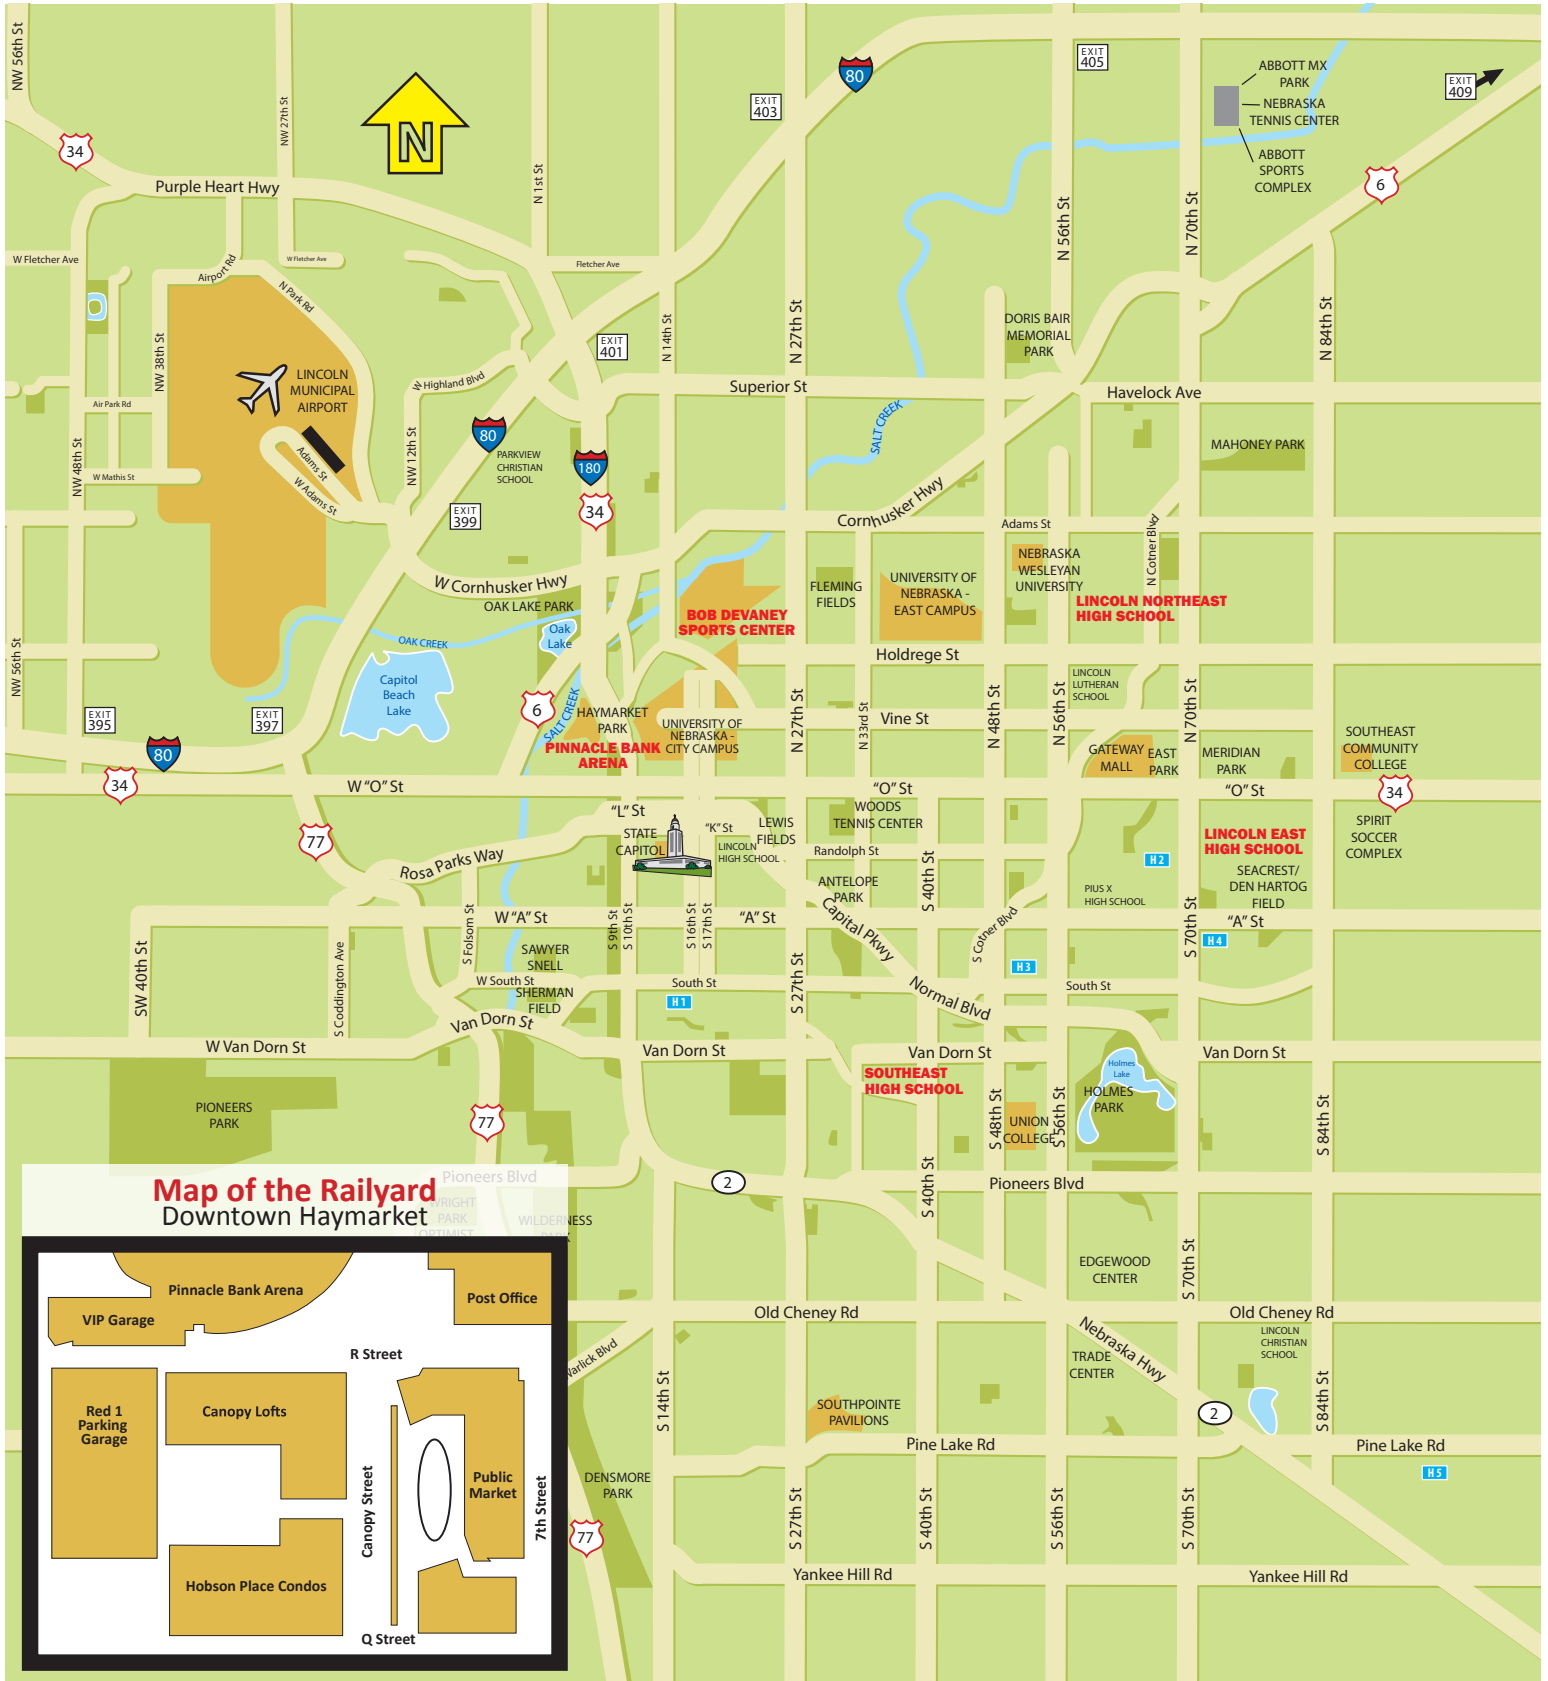 NW 56th St
34
NW 27th St
N
N 1st St
EXIT
403
80
EXIT
405
ABBOTT MX
PARK
NEBRASKA
TENNIS CENTER
ABBOTT
SPORTS
COMPLEX
EXIT
409
6
Purple Heart Hwy
N 56th St
N 70th St
W Fletcher Ave
Airport Rd
W Fletcher Ave
Fletcher Ave
N Park Rd
N 27th St
N 14th St
N 84th St
DORIS BAIR
MEMORIAL
PARK
NW 38th St
EXIT
401
LINCOLN
MUNICIPAL
AIRPORT
W Highland Blvd
Superior St
Havelock Ave
Air Park Rd
SALT CREEK
80
NW 12th St
PARKVIEW
CHRISTIAN
SCHOOL
180
MAHONEY PARK
NW 48th St
Adams St
W Mathis St
W Adams St
EXIT
399
34
Cornhusker Hwy
Adams St
N Cotner Blvd
W Cornhusker Hwy
OAK LAKE PARK
FLEMING
FIELDS
UNIVERSITY OF
NEBRASKA -
EAST CAMPUS
NEBRASKA
WESLEYAN
UNIVERSITY
LINCOLN NORTHEAST
HIGH SCHOOL
BOB DEVANEY
SPORTS CENTER
Oak
Lake
OAK CREEK
NW 56th St
Holdrege St
Capitol
Beach
Lake
LINCOLN
LUTHERAN
SCHOOL
EXIT
395
EXIT
397
6
SALT CREEK
HAYMARKET
PARK
UNIVERSITY OF
NEBRASKA -
CITY CAMPUS
N 27th St
N 33rd St
Vine St
N 48th St
N 56th St
N 70th St
80
PINNACLE BANK
ARENA
GATEWAY
MALL
EAST
PARK
MERIDIAN
PARK
SOUTHEAST
COMMUNITY
COLLEGE
34
W "O" St
"O" St
"O" St
34
"L" St
WOODS
TENNIS CENTER
77
STATE
CAPITOL
"K" St
LINCOLN
HIGH SCHOOL
LEWIS
FIELDS
Randolph St
LINCOLN EAST
HIGH SCHOOL
SPIRIT
SOCCER
COMPLEX
Rosa Parks Way
H2
ANTELOPE
PARK
S 40th St
PIUS X
HIGH SCHOOL
SEACREST/
DEN HARTOG
FIELD
W "A" St
"A" St
"A" St
Capital Pkwy
S Cotner Blvd
S 70th St
H4
SW 40th St
S Coddington Ave
S Folsom St
S 9th St
S 10th St
S 16th St
S 17th St
SAWYER
SNELL
H3
W South St
South St
South St
SHERMAN
FIELD
H1
S 27th St
Normal Blvd
Van Dorn St
W Van Dorn St
Van Dorn St
Van Dorn St
Van Dorn St
SOUTHEAST
HIGH SCHOOL
Holmes
Lake
HOLMES
PARK
PIONEERS
PARK
77
S 48th St
UNION
COLLEGE
S 56th St
S 84th St
Pioneers Blvd
2
Pioneers Blvd
S 40th St
Map of the Railyard
Downtown Haymarket
WRIGHT
PARK
OPTIMIST
WILDERNESS
PARK
EDGEWOOD
CENTER
S 70th St
Pinnacle Bank Arena
VIP Garage
Post Office
Old Cheney Rd
Old Cheney Rd
R Street
Warlick Blvd
Nebraska Hwy
TRADE
CENTER
LINCOLN
CHRISTIAN
SCHOOL
Red 1
Parking
Garage
Canopy Lofts
S 14th St
SOUTHPOINTE
PAVILIONS
2
S 84th St
Pine Lake Rd
Pine Lake Rd
H5
Canopy Street
Public
Market
7th Street
DENSMORE
PARK
77
S 27th St
S 40th St
S 56th St
S 70th St
Hobson Place Condos
Yankee Hill Rd
Yankee Hill Rd
Q Street